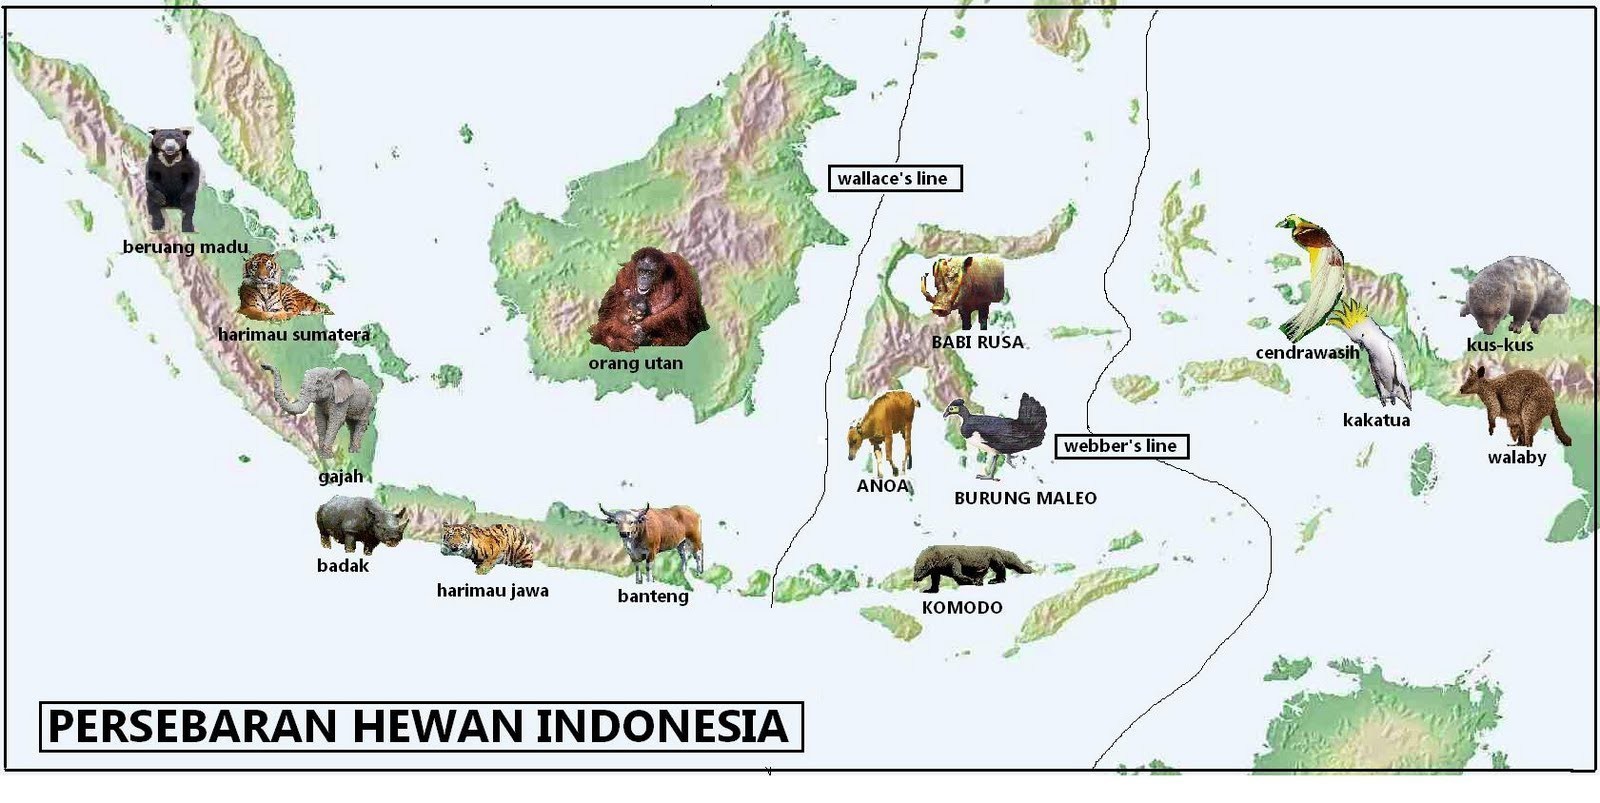 wallace's line
beruang madu
harimau sumatera
orang utan
BABI RUSA
cendrawasih
kus-kus
gajah
ANOA
BURUNG MALEO
webber's line
kakatua
walaby
badak
harimau jawa
banteng
KOMODO
PERSEBARAN HEWAN INDONESIA